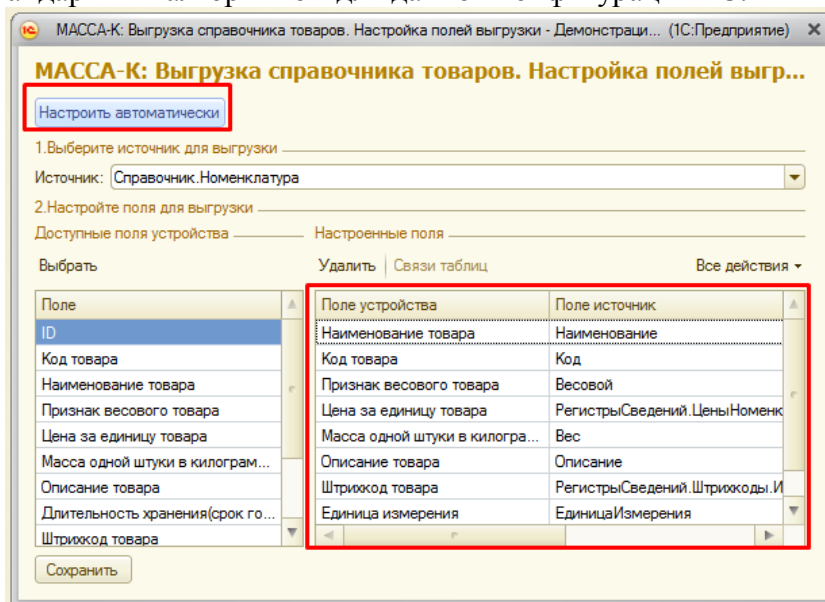 МАССА-К: Выгрузка справочника товаров. Настройка полей выгрузки - Демонстраци... (1С:Предприятие)
МАССА-К: Выгрузка справочника товаров. Настройка полей выгр...
Настроить автоматически
1.Выберите источник для выгрузки
Источник: Справочник.Номенклатура
2.Настройте поля для выгрузки
Доступные поля устройства Настроенные поля
Выбрать Удалить Связи таблиц Все действия
Поле Поле устройства Поле источник
ID Наименование товара Наименование
Код товара Код товара Код
Наименование товара Признак весового товара Весовой
Признак весового товара Цена за единицу товара РегистрыСведений.ЦеныНоменк
Цена за единицу товара Масса одной штуки в килогра... Вес
Масса одной штуки в килограм... Описание товара Описание
Описание товара Штрихкод товара РегистрыСведений.Штрихкоды.И
Длительность хранения(срок го... Единица измерения ЕдиницаИзмерения
Штрихкод товара
Сохранить